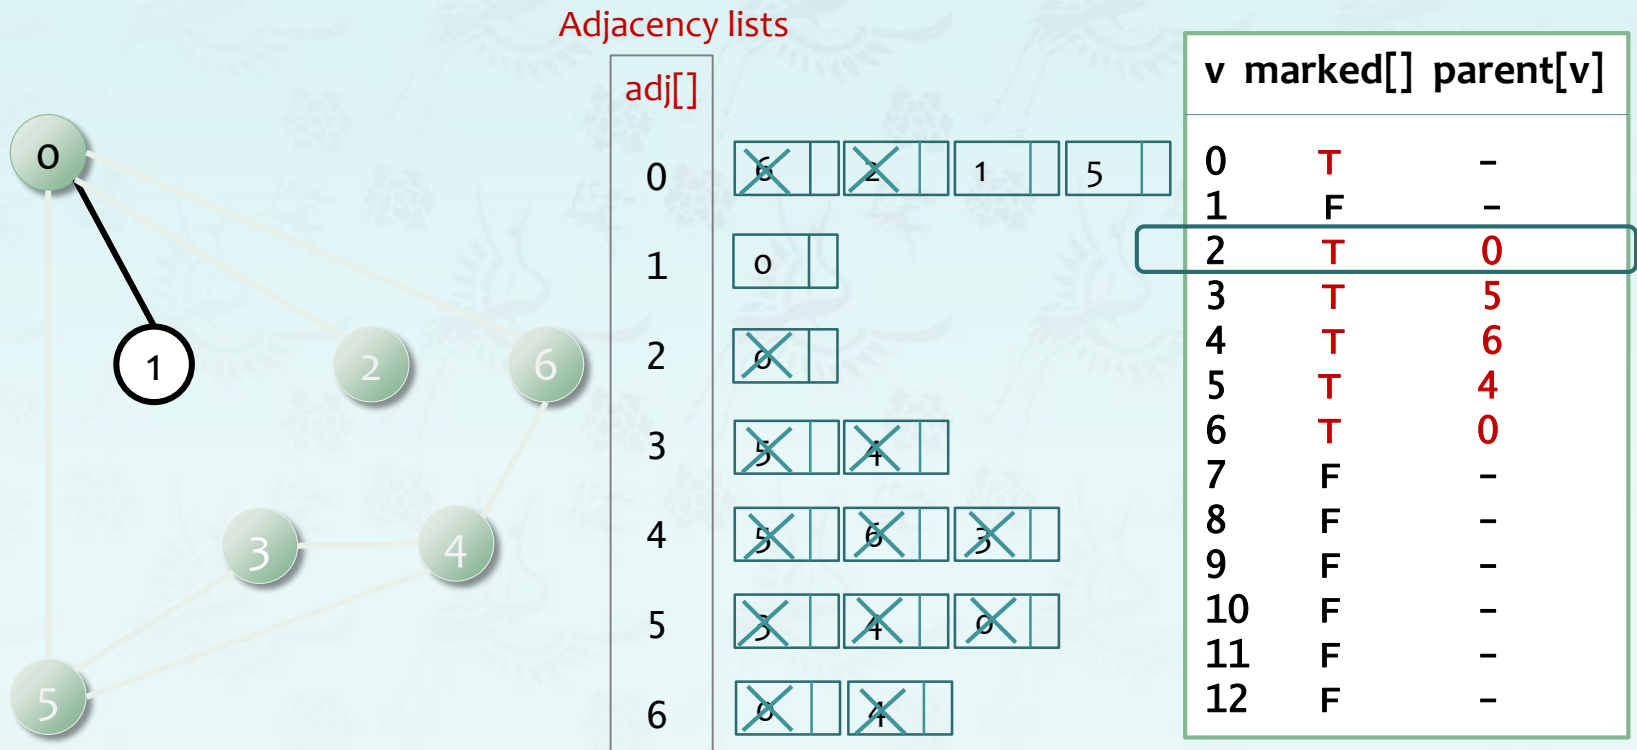 Adjacency lists
adj[]
v marked[] parent[v]
0
1
2
6
3
4
5
0 6 2 1 5
1 0
2 0
3 5 4
4 5 6 3
5 3 4 0
6 0 4
0 T –
1 F –
2 T 0
3 T 5
4 T 6
5 T 4
6 T 0
7 F –
8 F –
9 F –
10 F –
11 F –
12 F –